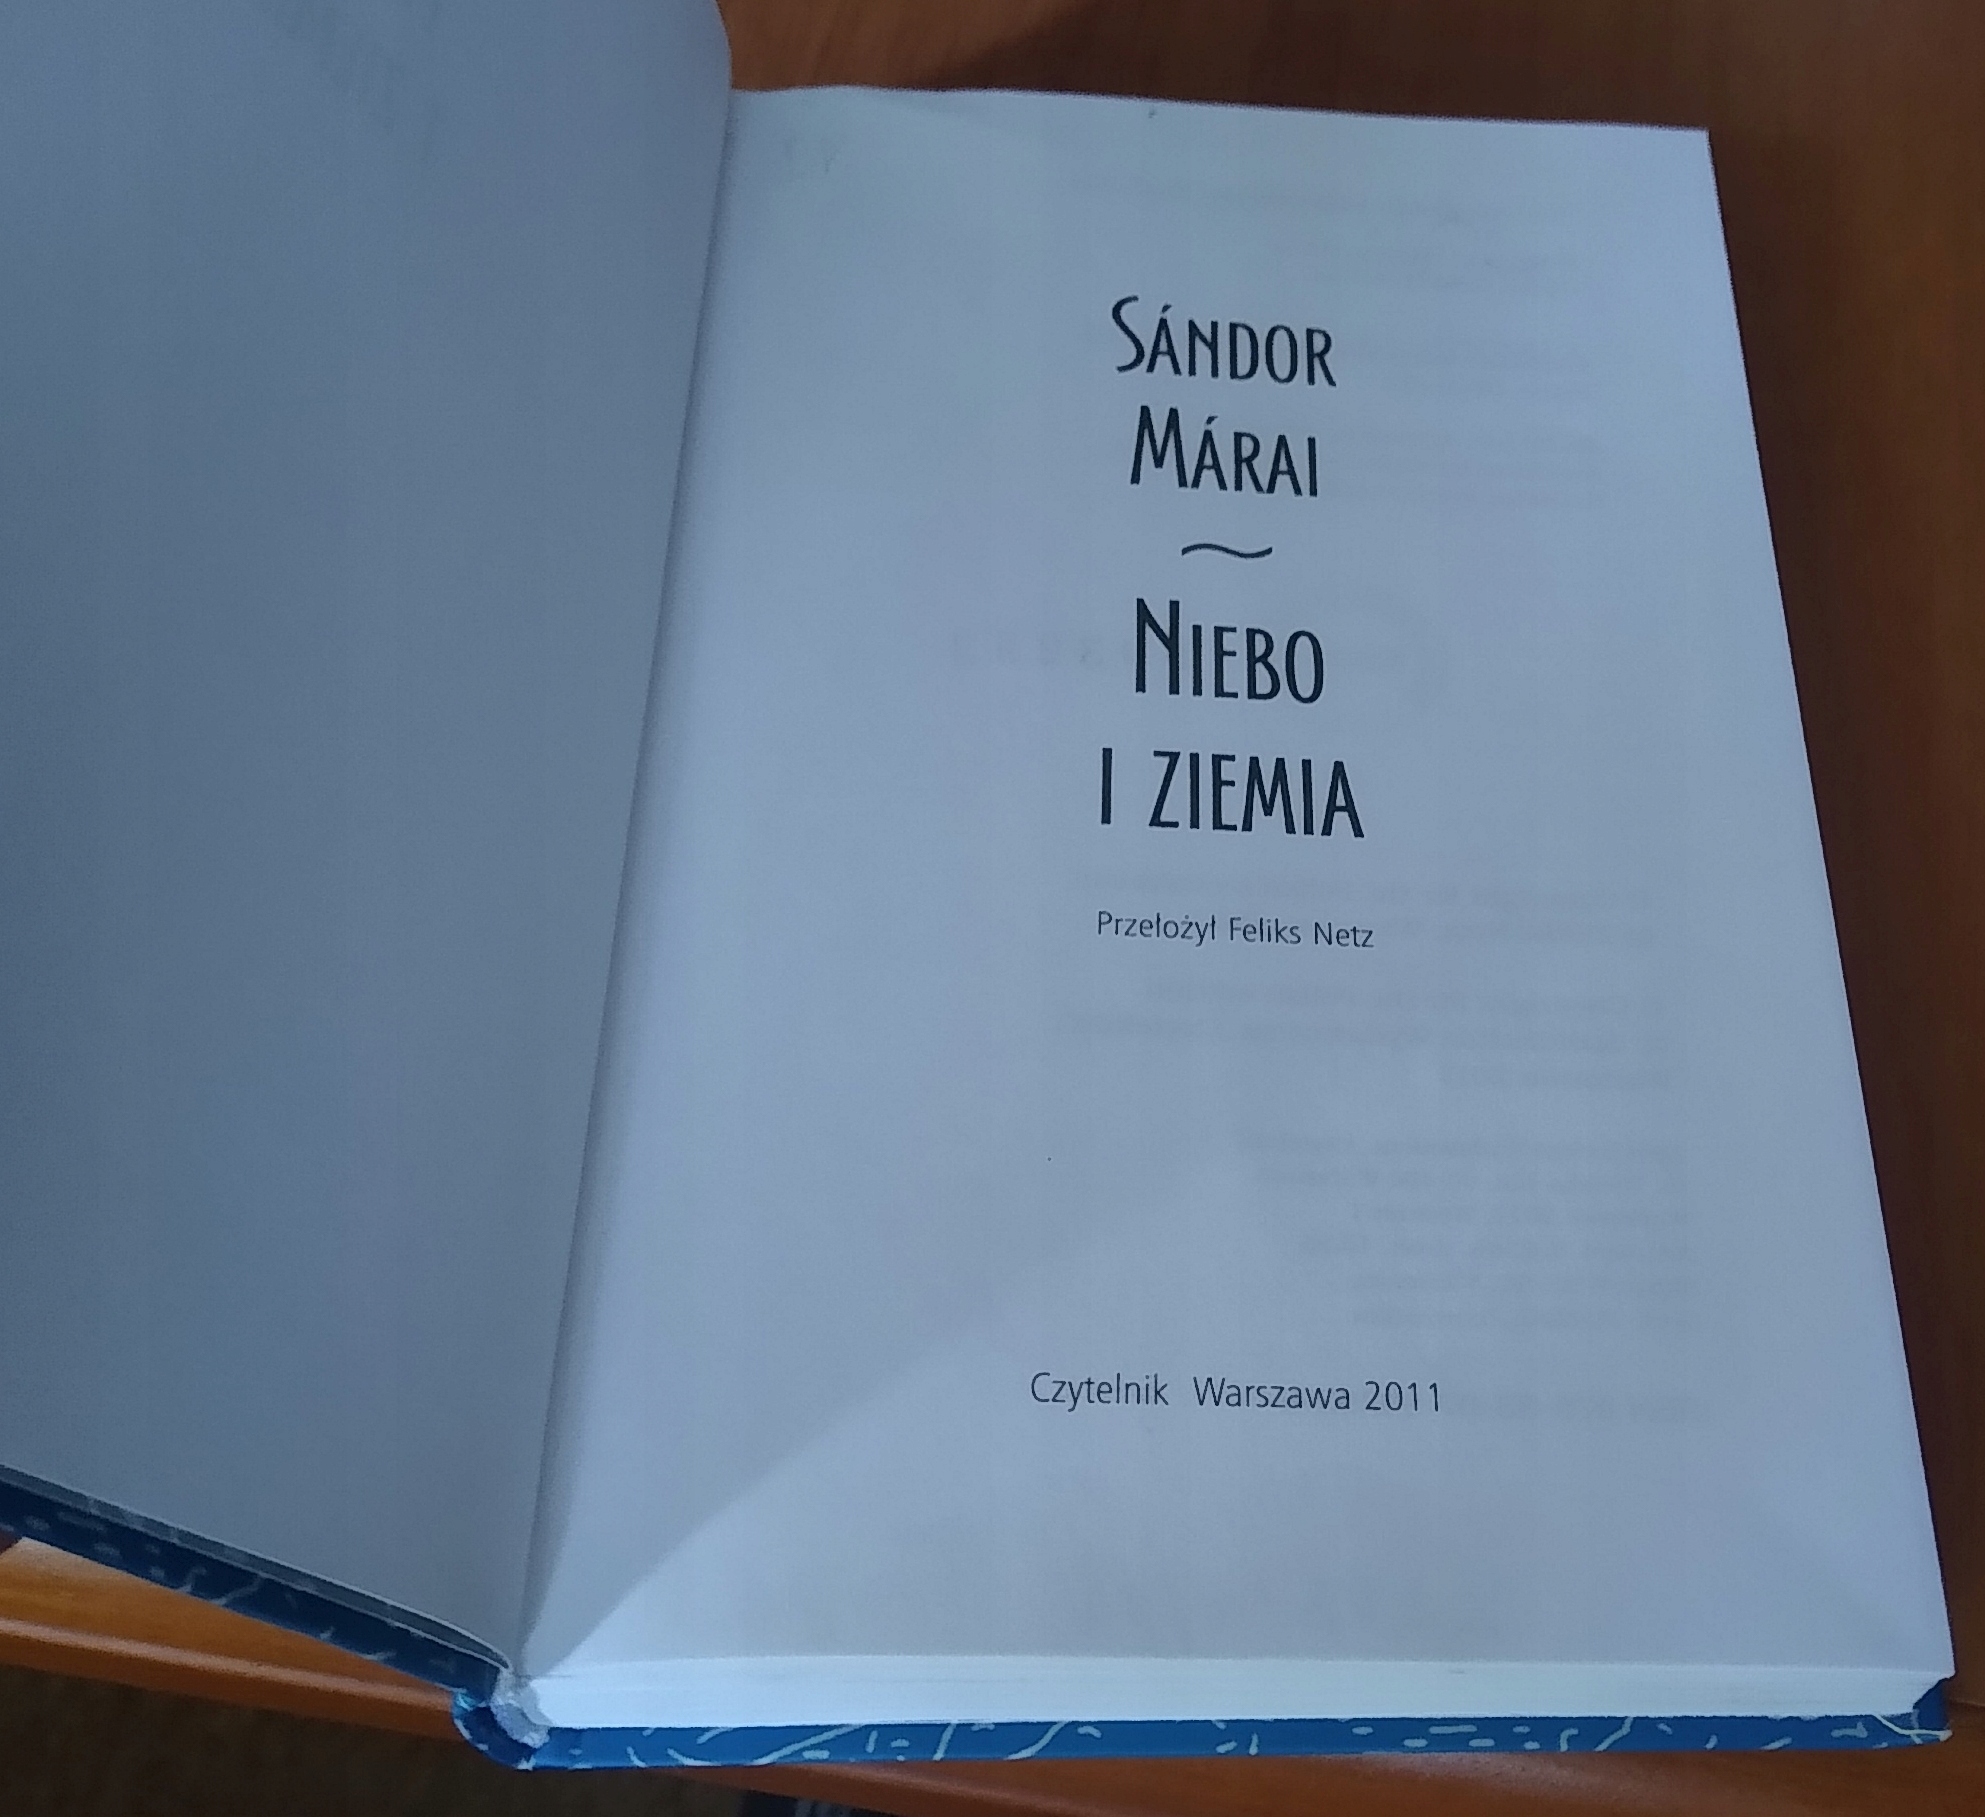 SÁNDOR
MÁRAI
~
NIEBO
I ZIEMIA
Przełożył Feliks Netz
Czytelnik Warszawa 2011